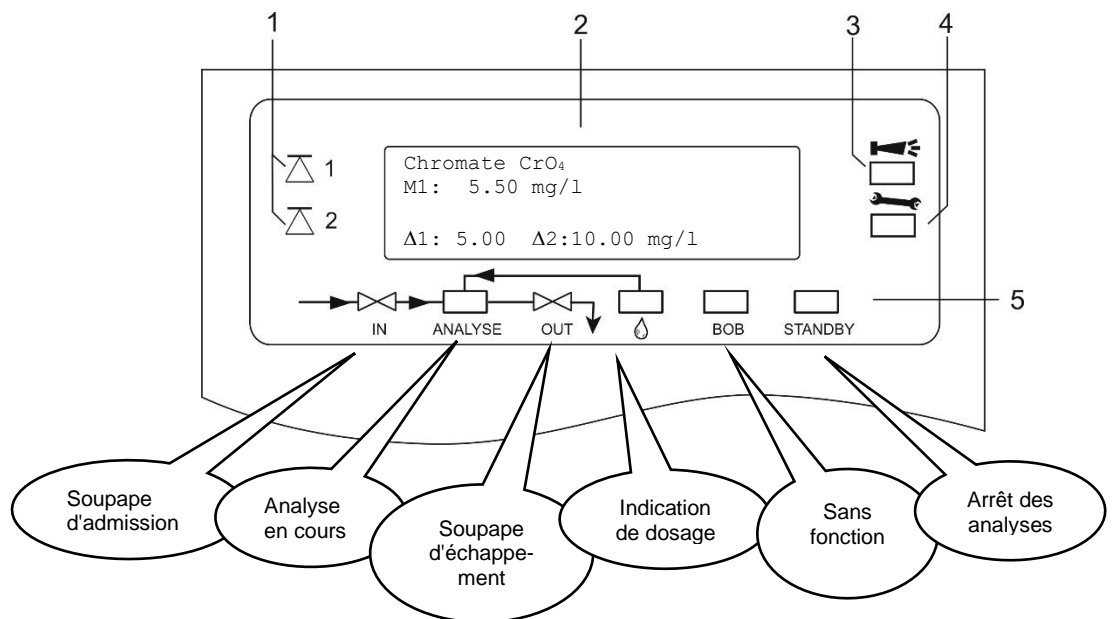 1
2
3
4
1
2
Chromate CrO₄
M1: 5.50 mg/l
Δ1: 5.00 Δ2:10.00 mg/l
5
IN
ANALYSE
OUT
BOB
STANDBY
Soupape
d'admission
Analyse
en cours
Soupape
d'échappe-
ment
Indication
de dosage
Sans
fonction
Arrêt des
analyses